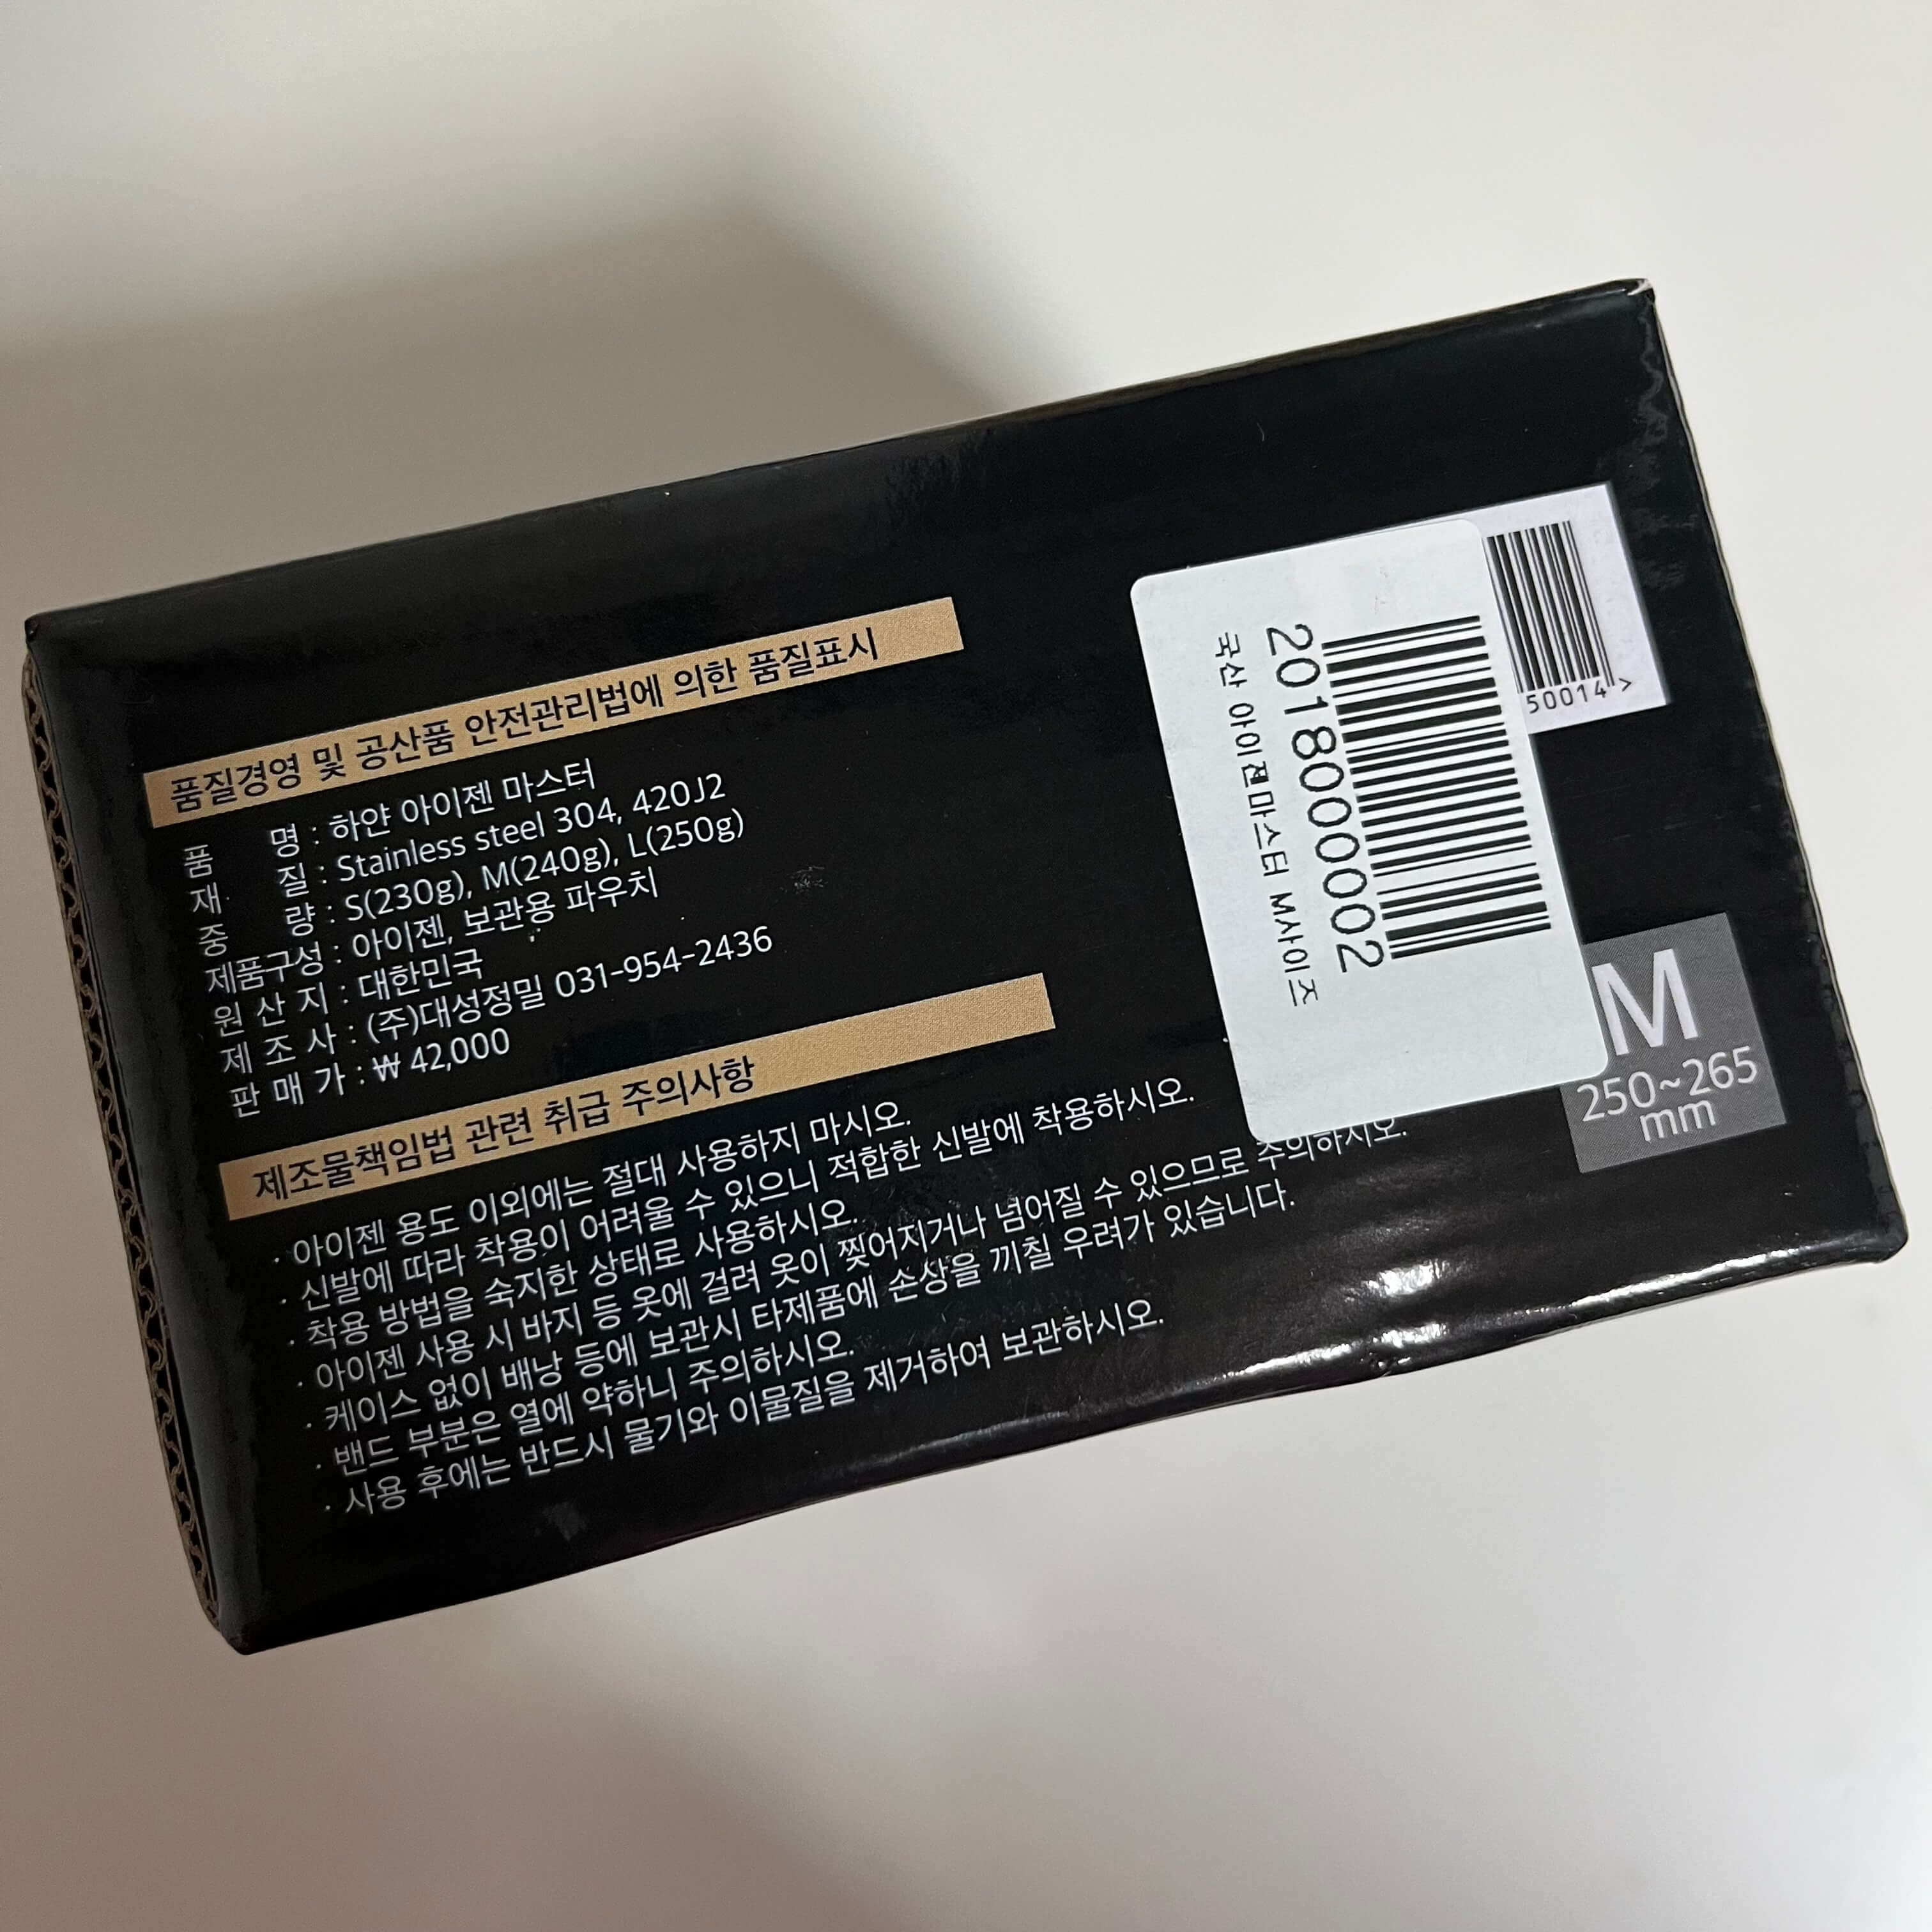 품질경영 및 공산품 안전관리법에 의한 품질표시
품 명 : 하얀 아이젠 마스터
재 질 : Stainless steel 304, 420J2
중 량 : S(230g), M(240g), L(250g)
제품구성 : 아이젠, 보관용 파우치
원 산 지 : 대한민국
제 조 사 : (주)대성정밀 031-954-2436
판 매 가 : ₩ 42,000
제조물책임법 관련 취급 주의사항
· 아이젠 용도 이외에는 절대 사용하지 마시오.
· 신발에 따라 착용이 어려울 수 있으니 적합한 신발에 착용하시오.
· 착용 방법을 숙지한 상태로 사용하시오.
· 아이젠 사용 시 바지 등 옷에 걸려 옷이 찢어지거나 넘어질 수 있으므로 주의하시오.
· 케이스 없이 배낭 등에 보관시 타제품에 손상을 끼칠 우려가 있습니다.
· 밴드 부분은 열에 약하니 주의하시오.
· 사용 후에는 반드시 물기와 이물질을 제거하여 보관하시오.
2018000002
국산 아이젠마스터 M사이즈
50014 >
M
250~265
mm